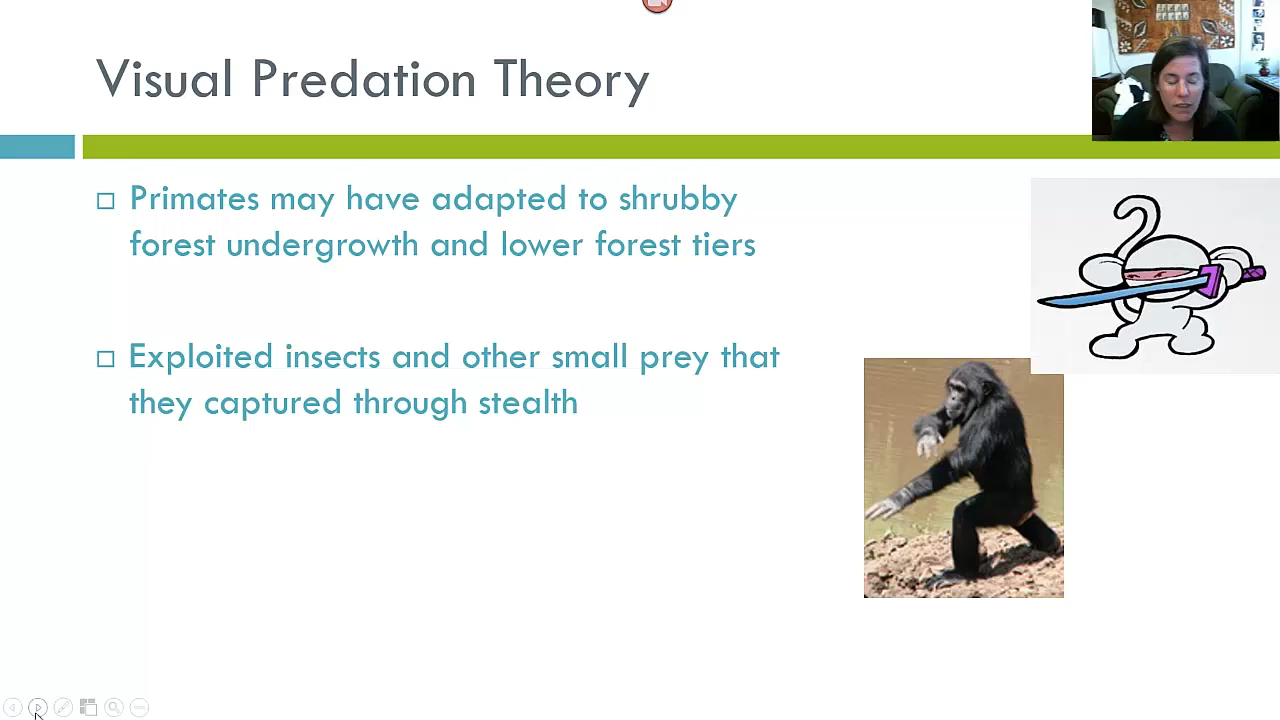 Visual Predation Theory
Primates may have adapted to shrubby
forest undergrowth and lower forest tiers
Exploited insects and other small prey that
they captured through stealth